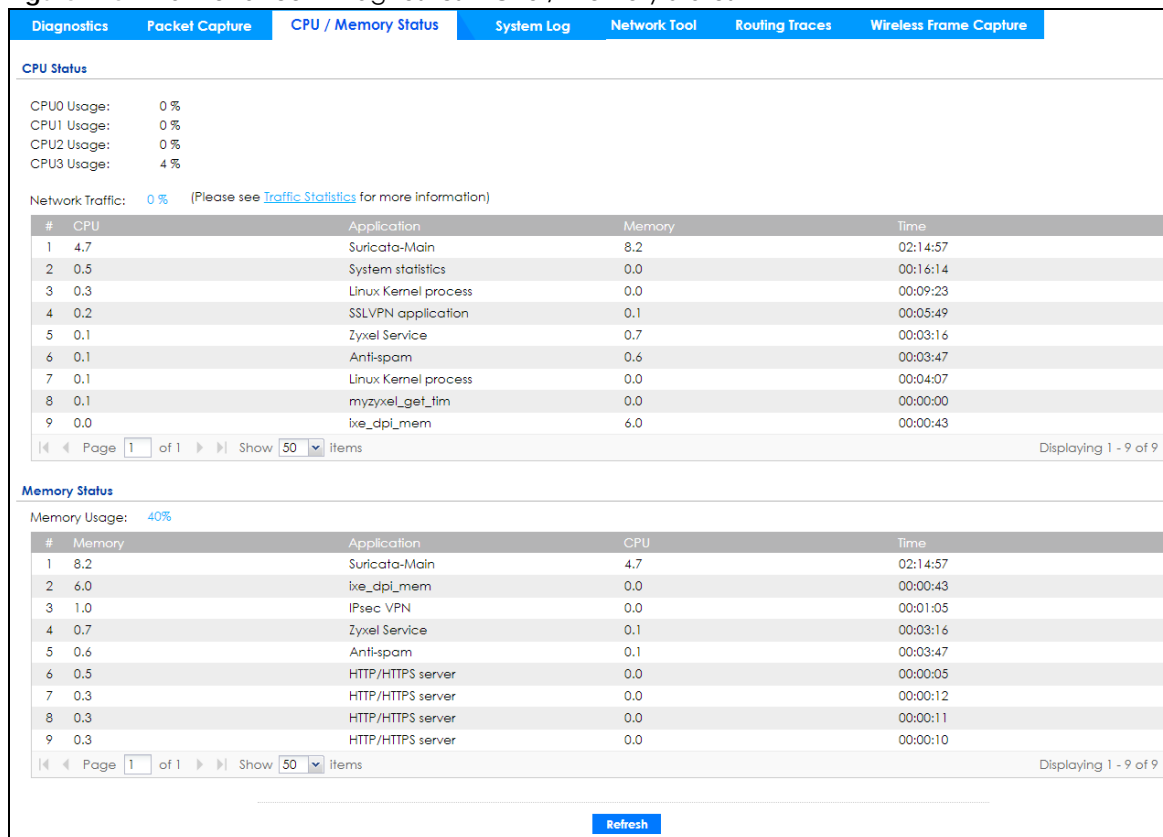 Diagnostics Packet Capture CPU / Memory Status System Log Network Tool Routing Traces Wireless Frame Capture
CPU Status
CPU0 Usage: 0 %
CPU1 Usage: 0 %
CPU2 Usage: 0 %
CPU3 Usage: 4 %
Network Traffic: 0 % (Please see Traffic Statistics for more information)
# CPU Application Memory Time
1 4.7 Suricata-Main 8.2 02:14:57
2 0.5 System statistics 0.0 00:16:14
3 0.3 Linux Kernel process 0.0 00:09:23
4 0.2 SSLVPN application 0.1 00:05:49
5 0.1 Zyxel Service 0.7 00:03:16
6 0.1 Anti-spam 0.6 00:03:47
7 0.1 Linux Kernel process 0.0 00:04:07
8 0.1 myzyxel_get_tim 0.0 00:00:00
9 0.0 ixe_dpi_mem 6.0 00:00:43
Page 1 of 1 Show 50 items Displaying 1 - 9 of 9
Memory Status
Memory Usage: 40%
# Memory Application CPU Time
1 8.2 Suricata-Main 4.7 02:14:57
2 6.0 ixe_dpi_mem 0.0 00:00:43
3 1.0 IPsec VPN 0.0 00:01:05
4 0.7 Zyxel Service 0.1 00:03:16
5 0.6 Anti-spam 0.1 00:03:47
6 0.5 HTTP/HTTPS server 0.0 00:00:05
7 0.3 HTTP/HTTPS server 0.0 00:00:12
8 0.3 HTTP/HTTPS server 0.0 00:00:11
9 0.3 HTTP/HTTPS server 0.0 00:00:10
Page 1 of 1 Show 50 items Displaying 1 - 9 of 9
Refresh